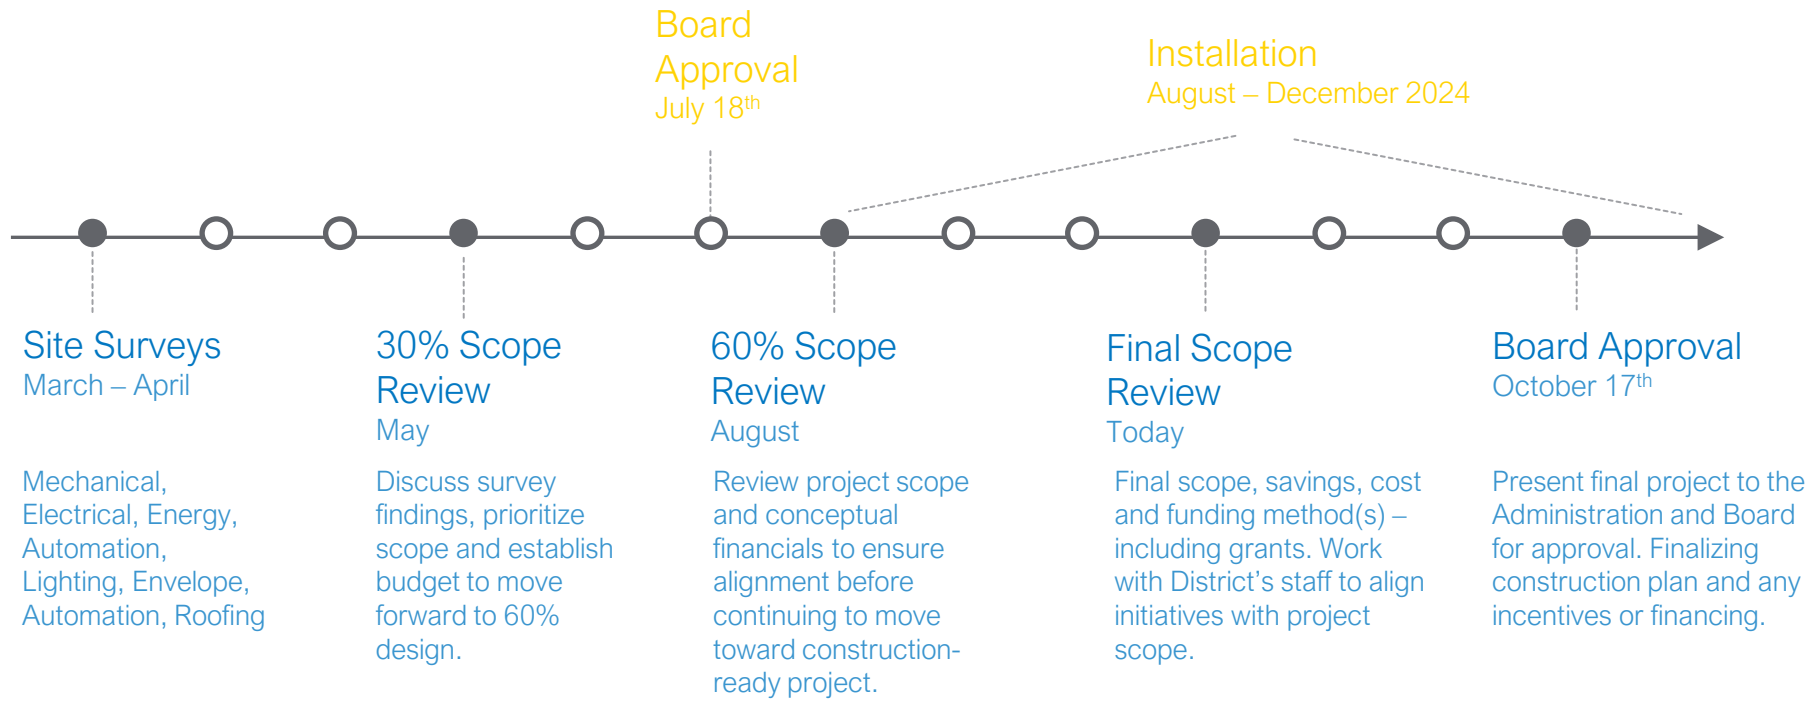 Board
Approval
July 18th
Installation
August – December 2024
Site Surveys
March – April
Mechanical,
Electrical, Energy,
Automation,
Lighting, Envelope,
Automation, Roofing
30% Scope
Review
May
Discuss survey
findings, prioritize
scope and establish
budget to move
forward to 60%
design.
60% Scope
Review
August
Review project scope
and conceptual
financials to ensure
alignment before
continuing to move
toward construction-
ready project.
Final Scope
Review
Today
Final scope, savings, cost
and funding method(s) –
including grants. Work
with District’s staff to align
initiatives with project
scope.
Board Approval
October 17th
Present final project to the
Administration and Board
for approval. Finalizing
construction plan and any
incentives or financing.